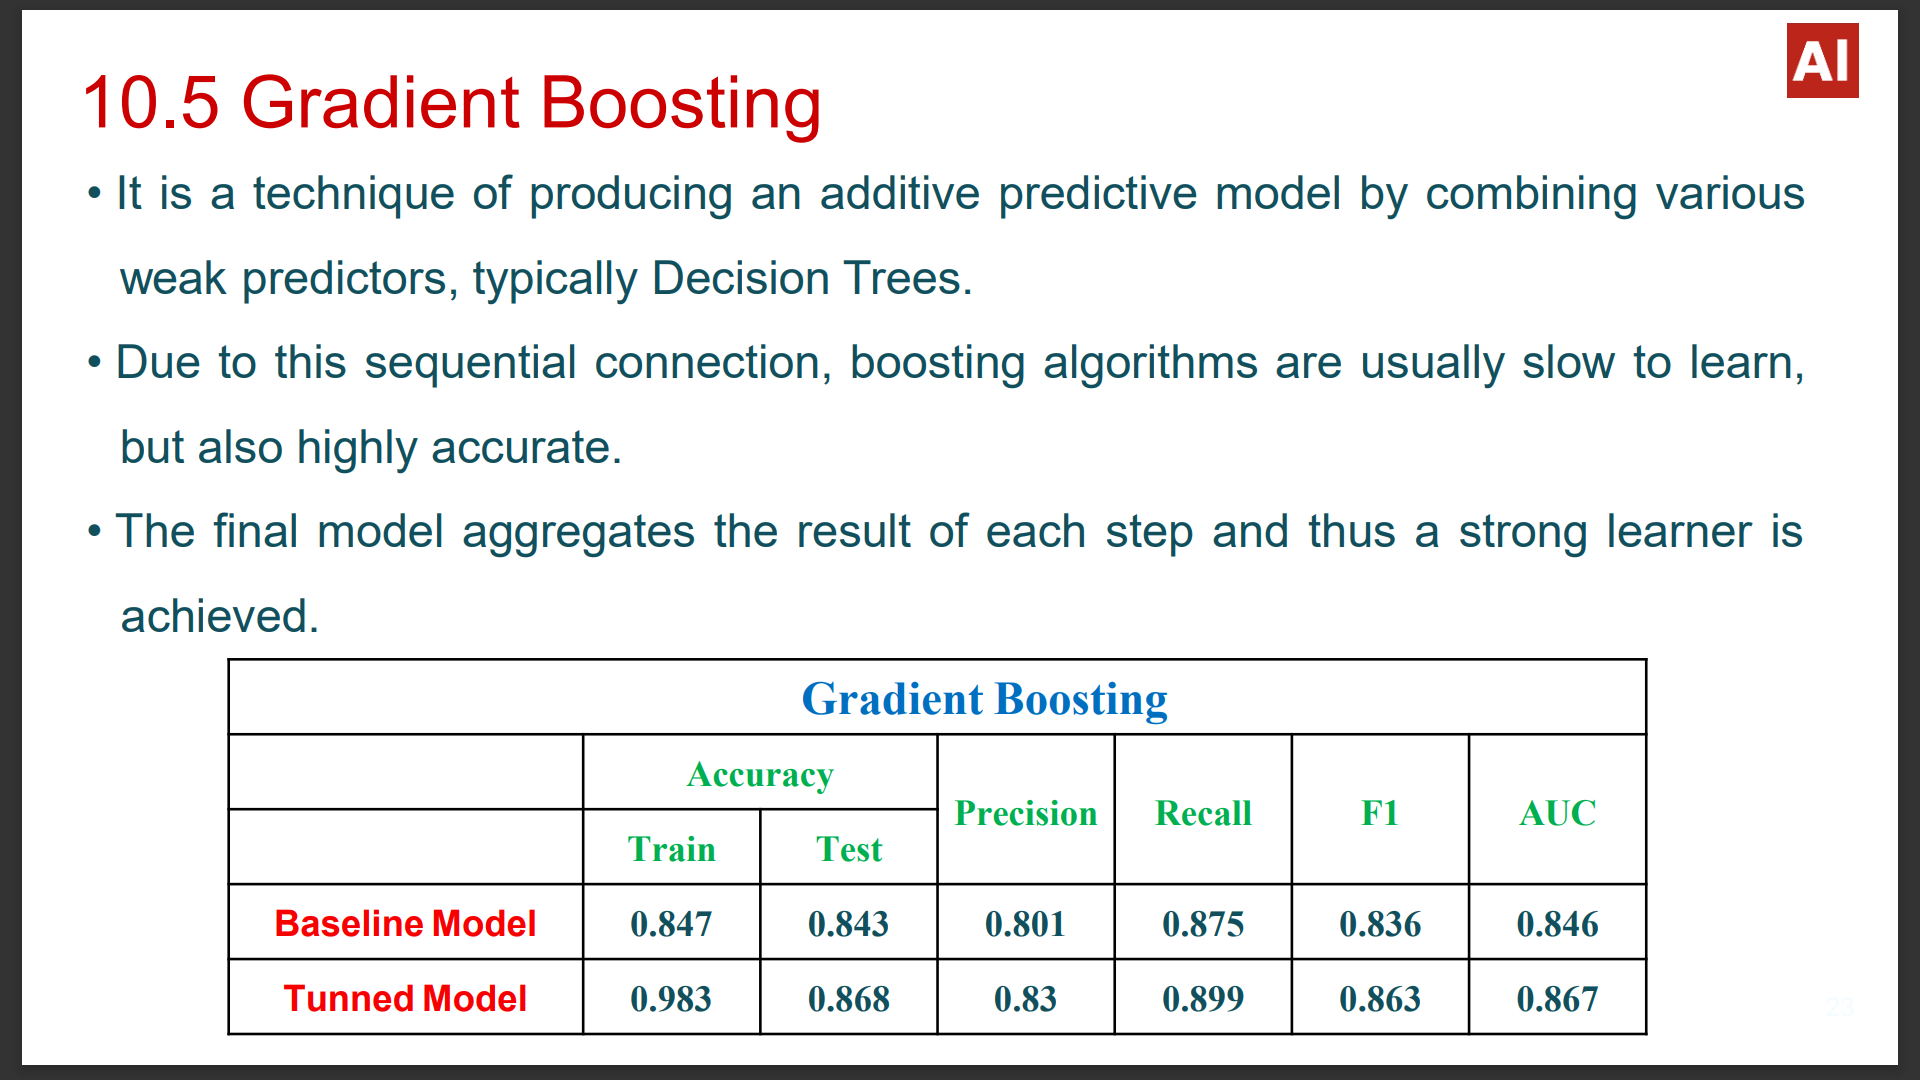 AI
10.5 Gradient Boosting
• It is a technique of producing an additive predictive model by combining various
weak predictors, typically Decision Trees.
• Due to this sequential connection, boosting algorithms are usually slow to learn,
but also highly accurate.
• The final model aggregates the result of each step and thus a strong learner is
achieved.
Gradient Boosting
Accuracy Precision Recall F1 AUC
Train Test
Baseline Model 0.847 0.843 0.801 0.875 0.836 0.846
Tunned Model 0.983 0.868 0.83 0.899 0.863 0.867
23